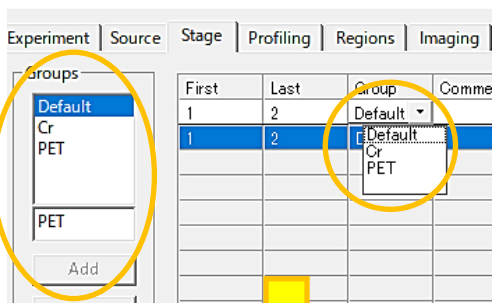 Experiment Source Stage Profiling Regions Imaging
Groups
Default
Cr
PET
PET
Add
First Last Group Comme
1 2 Default
1 2
Default
Cr
PET